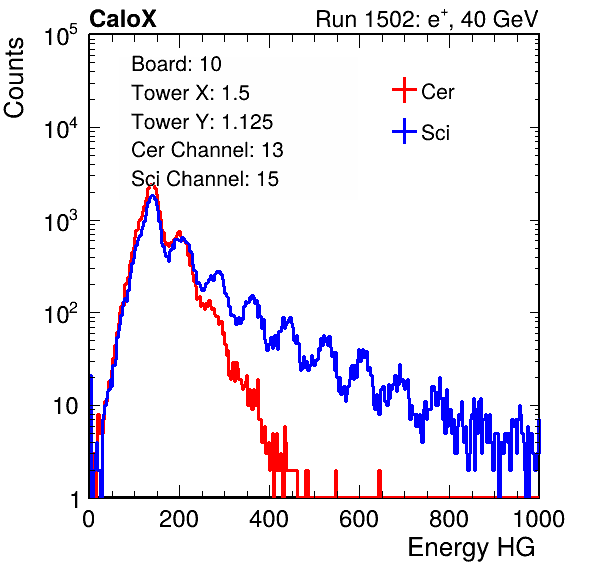 CaloX Run 1502: e⁺, 40 GeV
Counts
10⁵
10⁴
10³
10²
10
1
Board: 10
Tower X: 1.5
Tower Y: 1.125
Cer Channel: 13
Sci Channel: 15
Cer
Sci
0 200 400 600 800 1000
Energy HG